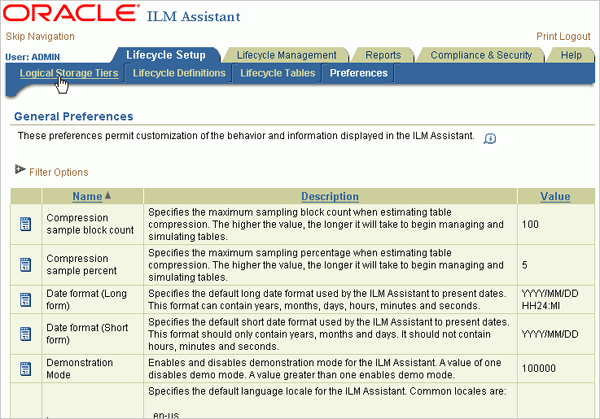 ORACLE ILM Assistant
Skip Navigation
Print Logout
User: ADMIN
Lifecycle Setup
Lifecycle Management
Reports
Compliance & Security
Help
Logical Storage Tiers
Lifecycle Definitions
Lifecycle Tables
Preferences
General Preferences
These preferences permit customization of the behavior and information displayed in the ILM Assistant.
Filter Options
Name
Description
Value
Compression
sample block count
Specifies the maximum sampling block count when estimating table
compression. The higher the value, the longer it will take to begin managing and
simulating tables.
100
Compression
sample percent
Specifies the maximum sampling percentage when estimating table
compression. The higher the value, the longer it will take to begin managing and
simulating tables.
5
Date format (Long
form)
Specifies the default long date format used by the ILM Assistant to present dates.
This format can contain years, months, days, hours, minutes and seconds.
YYYY/MM/DD
HH24:MI
Date format (Short
form)
Specifies the default short date format used by the ILM Assistant to present dates.
This format should only contain years, months and days. It should not contain
hours, minutes and seconds.
YYYY/MM/DD
Demonstration
Mode
Enables and disables demonstration mode for the ILM Assistant. A value of one
disables demo mode. A value greater than one enables demo mode.
100000
Specifies the default language locale for the ILM Assistant. Common locales are:
en-us